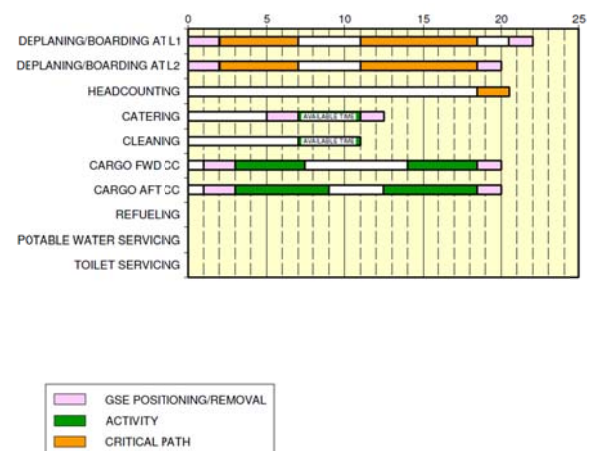 0 5 10 15 20 25
DEPLANING/BOARDING AT L1
DEPLANING/BOARDING AT L2
HEADCOUNTING
CATERING AVAILABLE TIME
CLEANING AVAILABLE TIME
CARGO FWD CC
CARGO AFT CC
REFUELING
POTABLE WATER SERVICING
TOILET SERVICING
GSE POSITIONING/REMOVAL
ACTIVITY
CRITICAL PATH